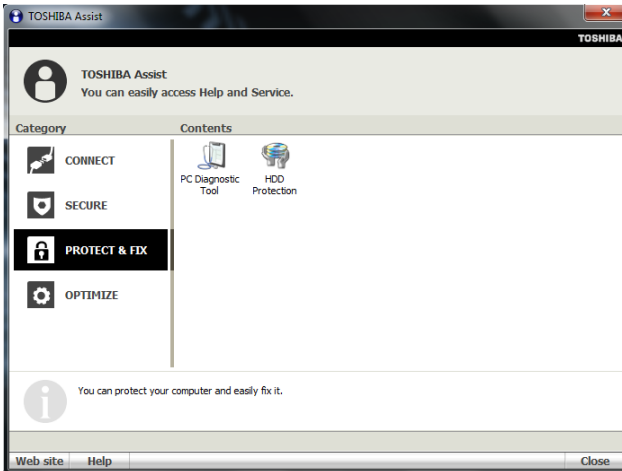 TOSHIBA Assist
TOSHIBA
TOSHIBA Assist
You can easily access Help and Service.
Category
Contents
CONNECT
SECURE
PROTECT & FIX
OPTIMIZE
PC Diagnostic
Tool
HDD
Protection
You can protect your computer and easily fix it.
Web site
Help
Close